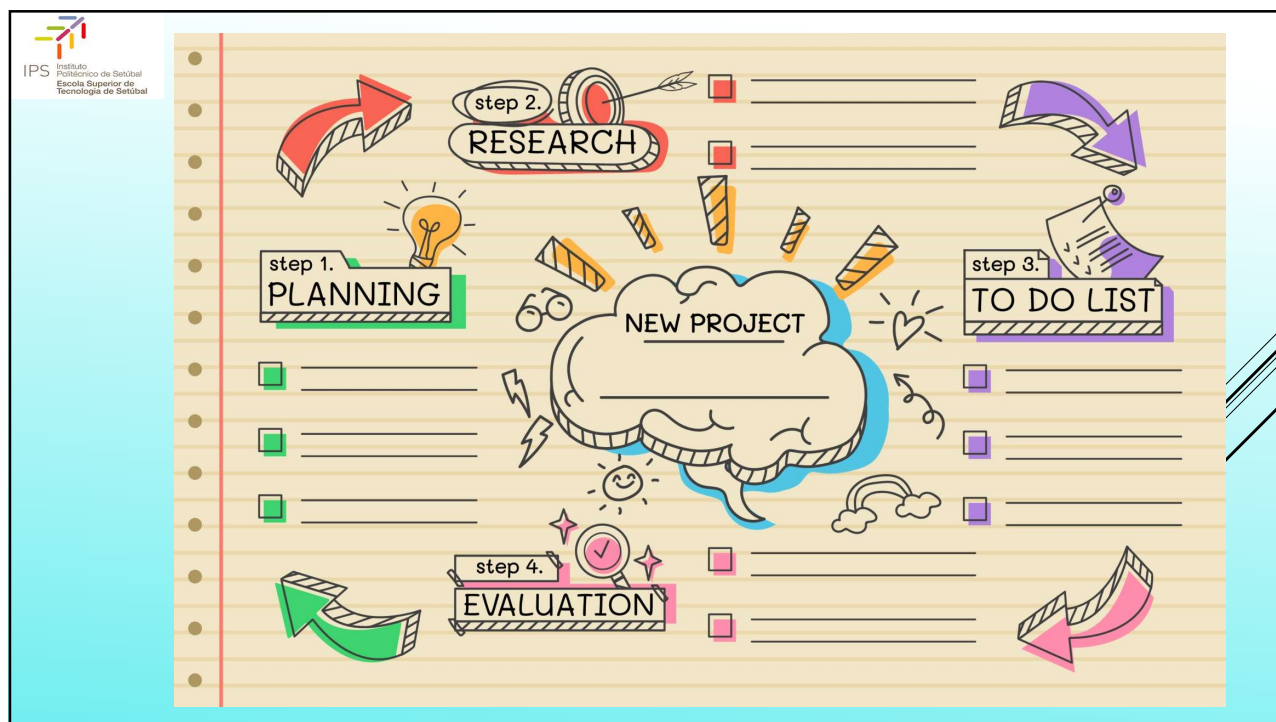 IPS Instituto
Politécnico de Setúbal
Escola Superior de
Tecnologia de Setúbal
step 1.
PLANNING
step 2.
RESEARCH
step 3.
TO DO LIST
NEW PROJECT
step 4.
EVALUATION